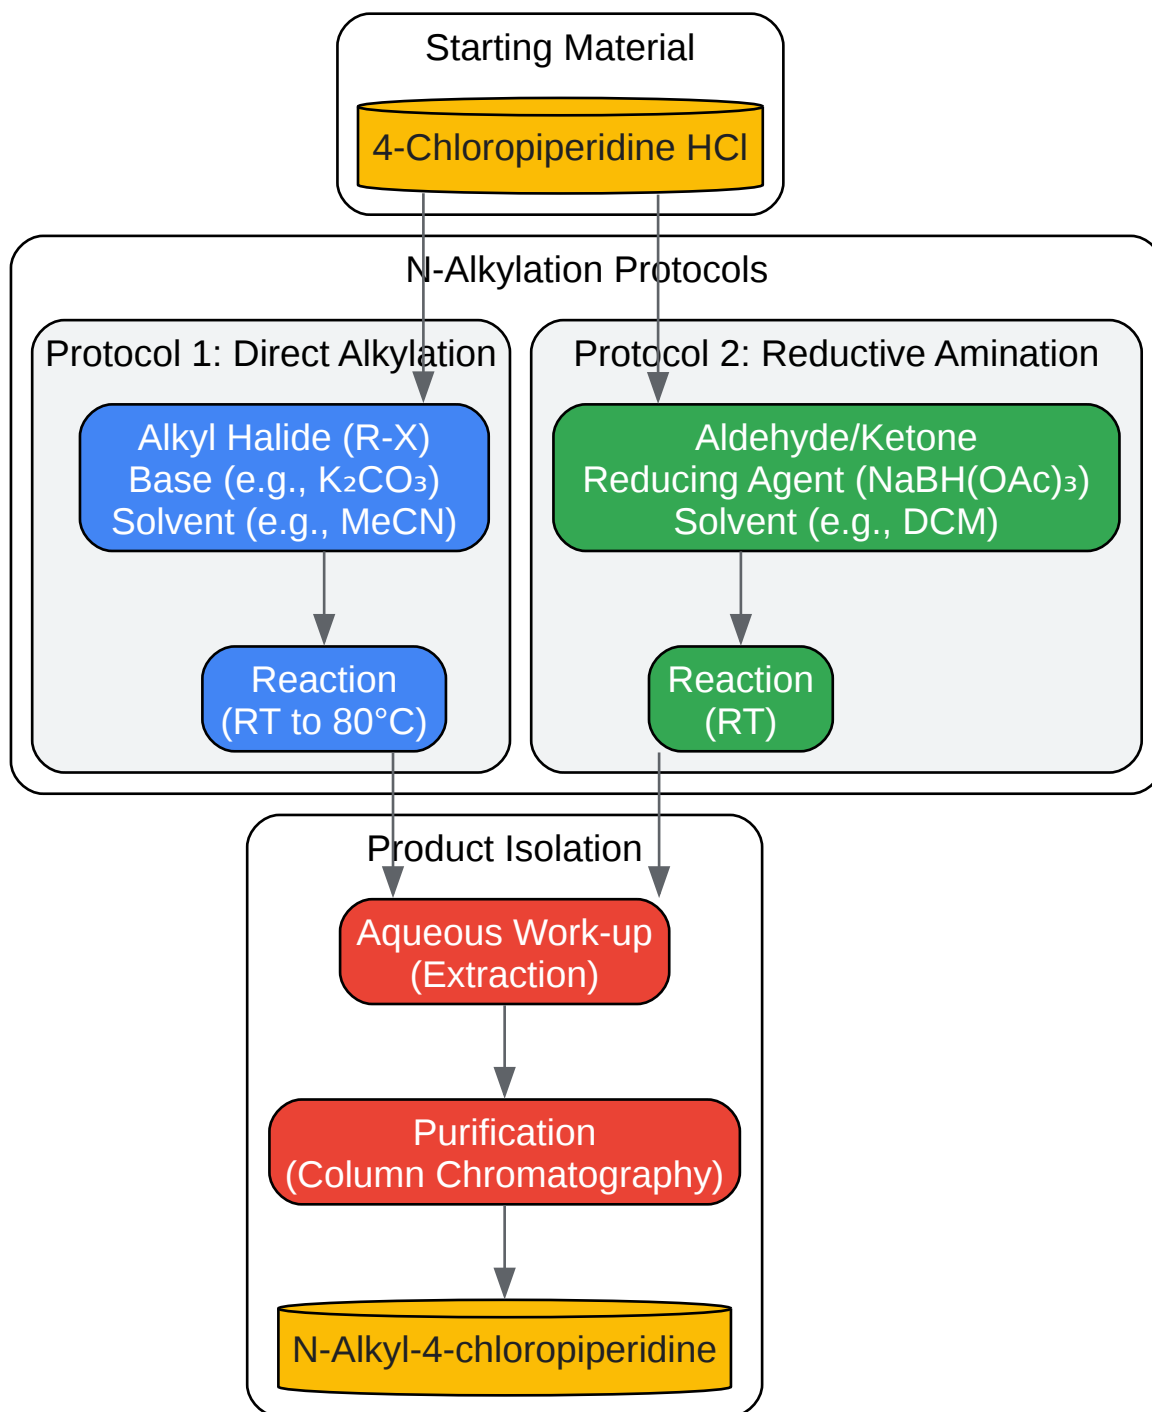 Starting Material
4-Chloropiperidine HCl
N-Alkylation Protocols
Protocol 1: Direct Alkylation
Alkyl Halide (R-X)
Base (e.g., K₂CO₃)
Solvent (e.g., MeCN)
Reaction
(RT to 80°C)
Protocol 2: Reductive Amination
Aldehyde/Ketone
Reducing Agent (NaBH(OAc)₃)
Solvent (e.g., DCM)
Reaction
(RT)
Product Isolation
Aqueous Work-up
(Extraction)
Purification
(Column Chromatography)
N-Alkyl-4-chloropiperidine